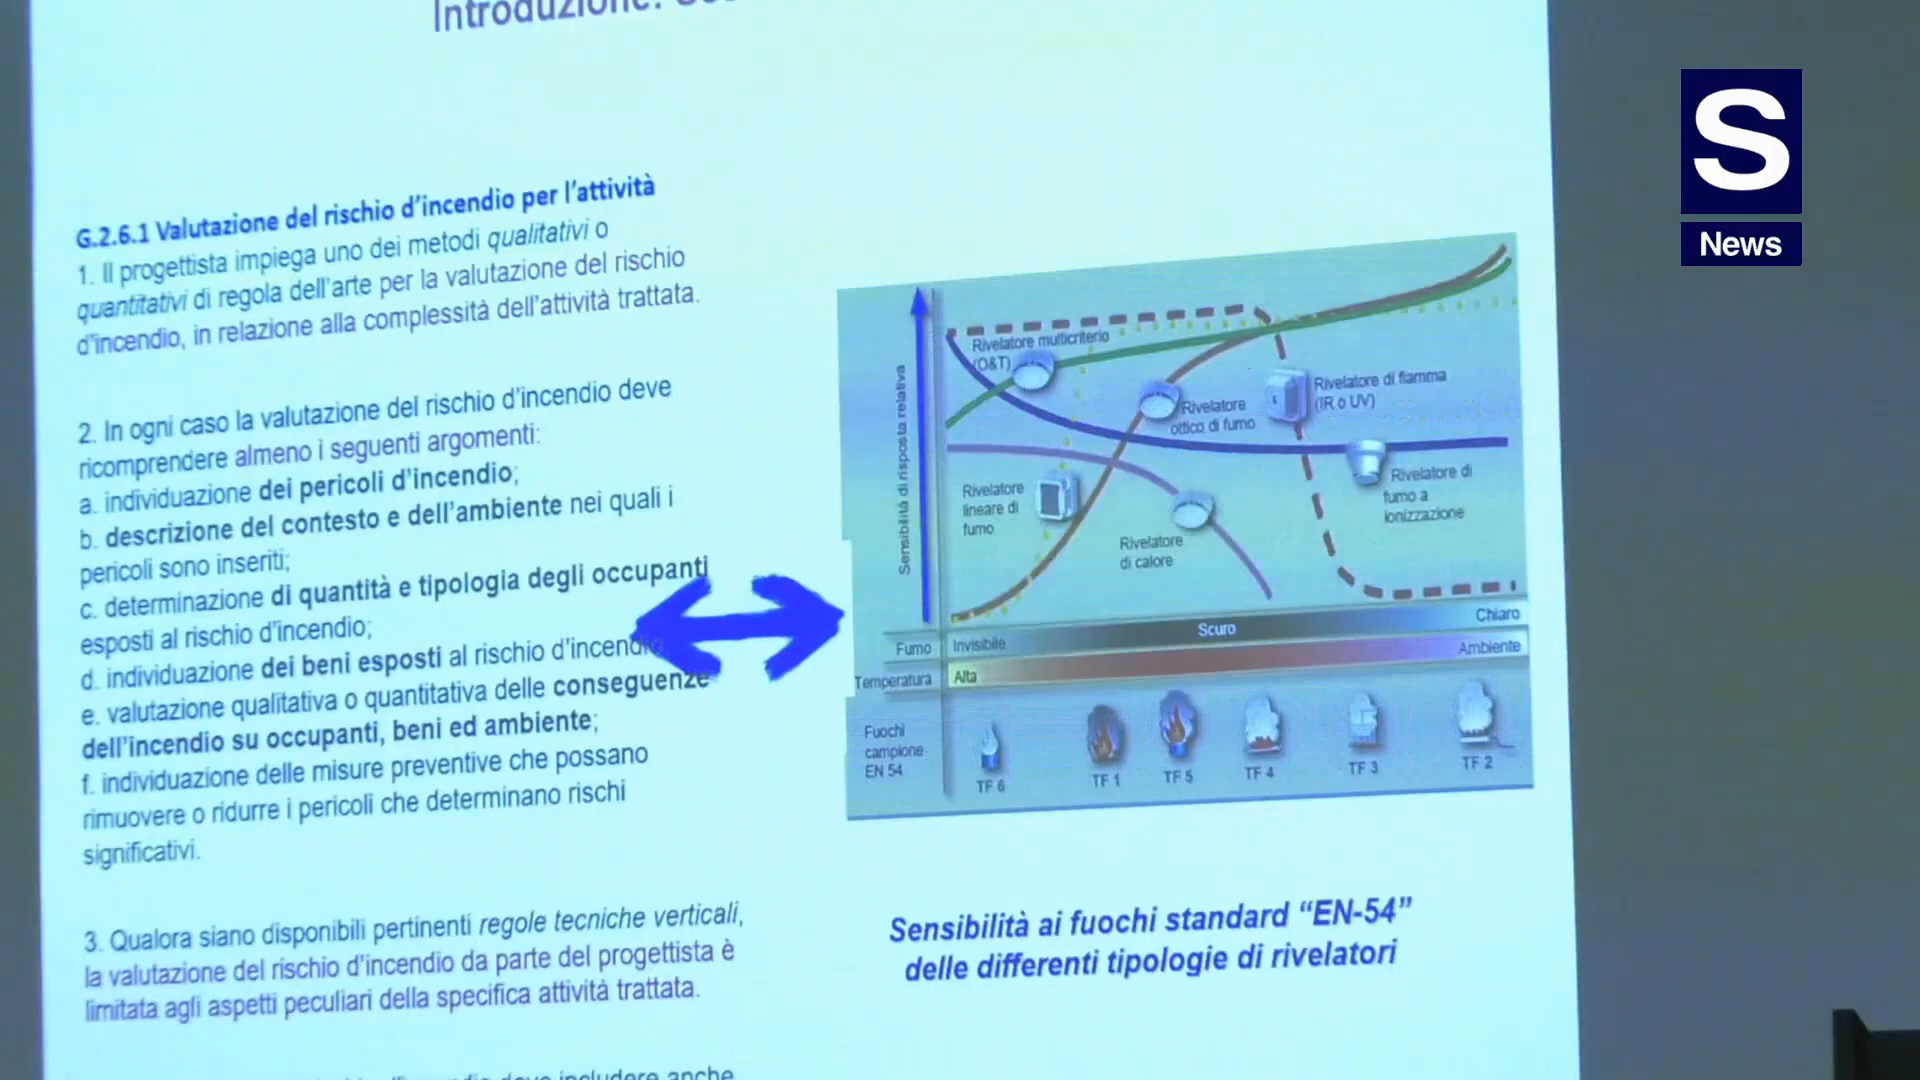 Introduzione:
S
News
G.2.6.1 Valutazione del rischio d'incendio per l'attività
1. Il progettista impiega uno dei metodi qualitativi o
quantitativi di regola dell'arte per la valutazione del rischio
d'incendio, in relazione alla complessità dell'attività trattata.
2. In ogni caso la valutazione del rischio d'incendio deve
ricomprendere almeno i seguenti argomenti:
a. individuazione dei pericoli d'incendio;
b. descrizione del contesto e dell'ambiente nei quali i
pericoli sono inseriti;
c. determinazione di quantità e tipologia degli occupanti
esposti al rischio d'incendio;
d. individuazione dei beni esposti al rischio d'incendio
e. valutazione qualitativa o quantitativa delle conseguenze
dell'incendio su occupanti, beni ed ambiente;
f. individuazione delle misure preventive che possano
rimuovere o ridurre i pericoli che determinano rischi
significativi.
3. Qualora siano disponibili pertinenti regole tecniche verticali,
la valutazione del rischio d'incendio da parte del progettista è
limitata agli aspetti peculiari della specifica attività trattata.
includere anche
Sensibilità di risposta relativa
Rivelatore multicriterio
(O&T)
Rivelatore
ottico di fumo
Rivelatore di fiamma
(IR o UV)
Rivelatore
lineare di
fumo
Rivelatore
di calore
Rivelatore di
fumo a
ionizzazione
Fumo Invisibile Scuro Chiaro
Temperatura Alta Ambiente
Fuochi
campione
EN 54
TF 6 TF 1 TF 5 TF 4 TF 3 TF 2
Sensibilità ai fuochi standard “EN-54”
delle differenti tipologie di rivelatori